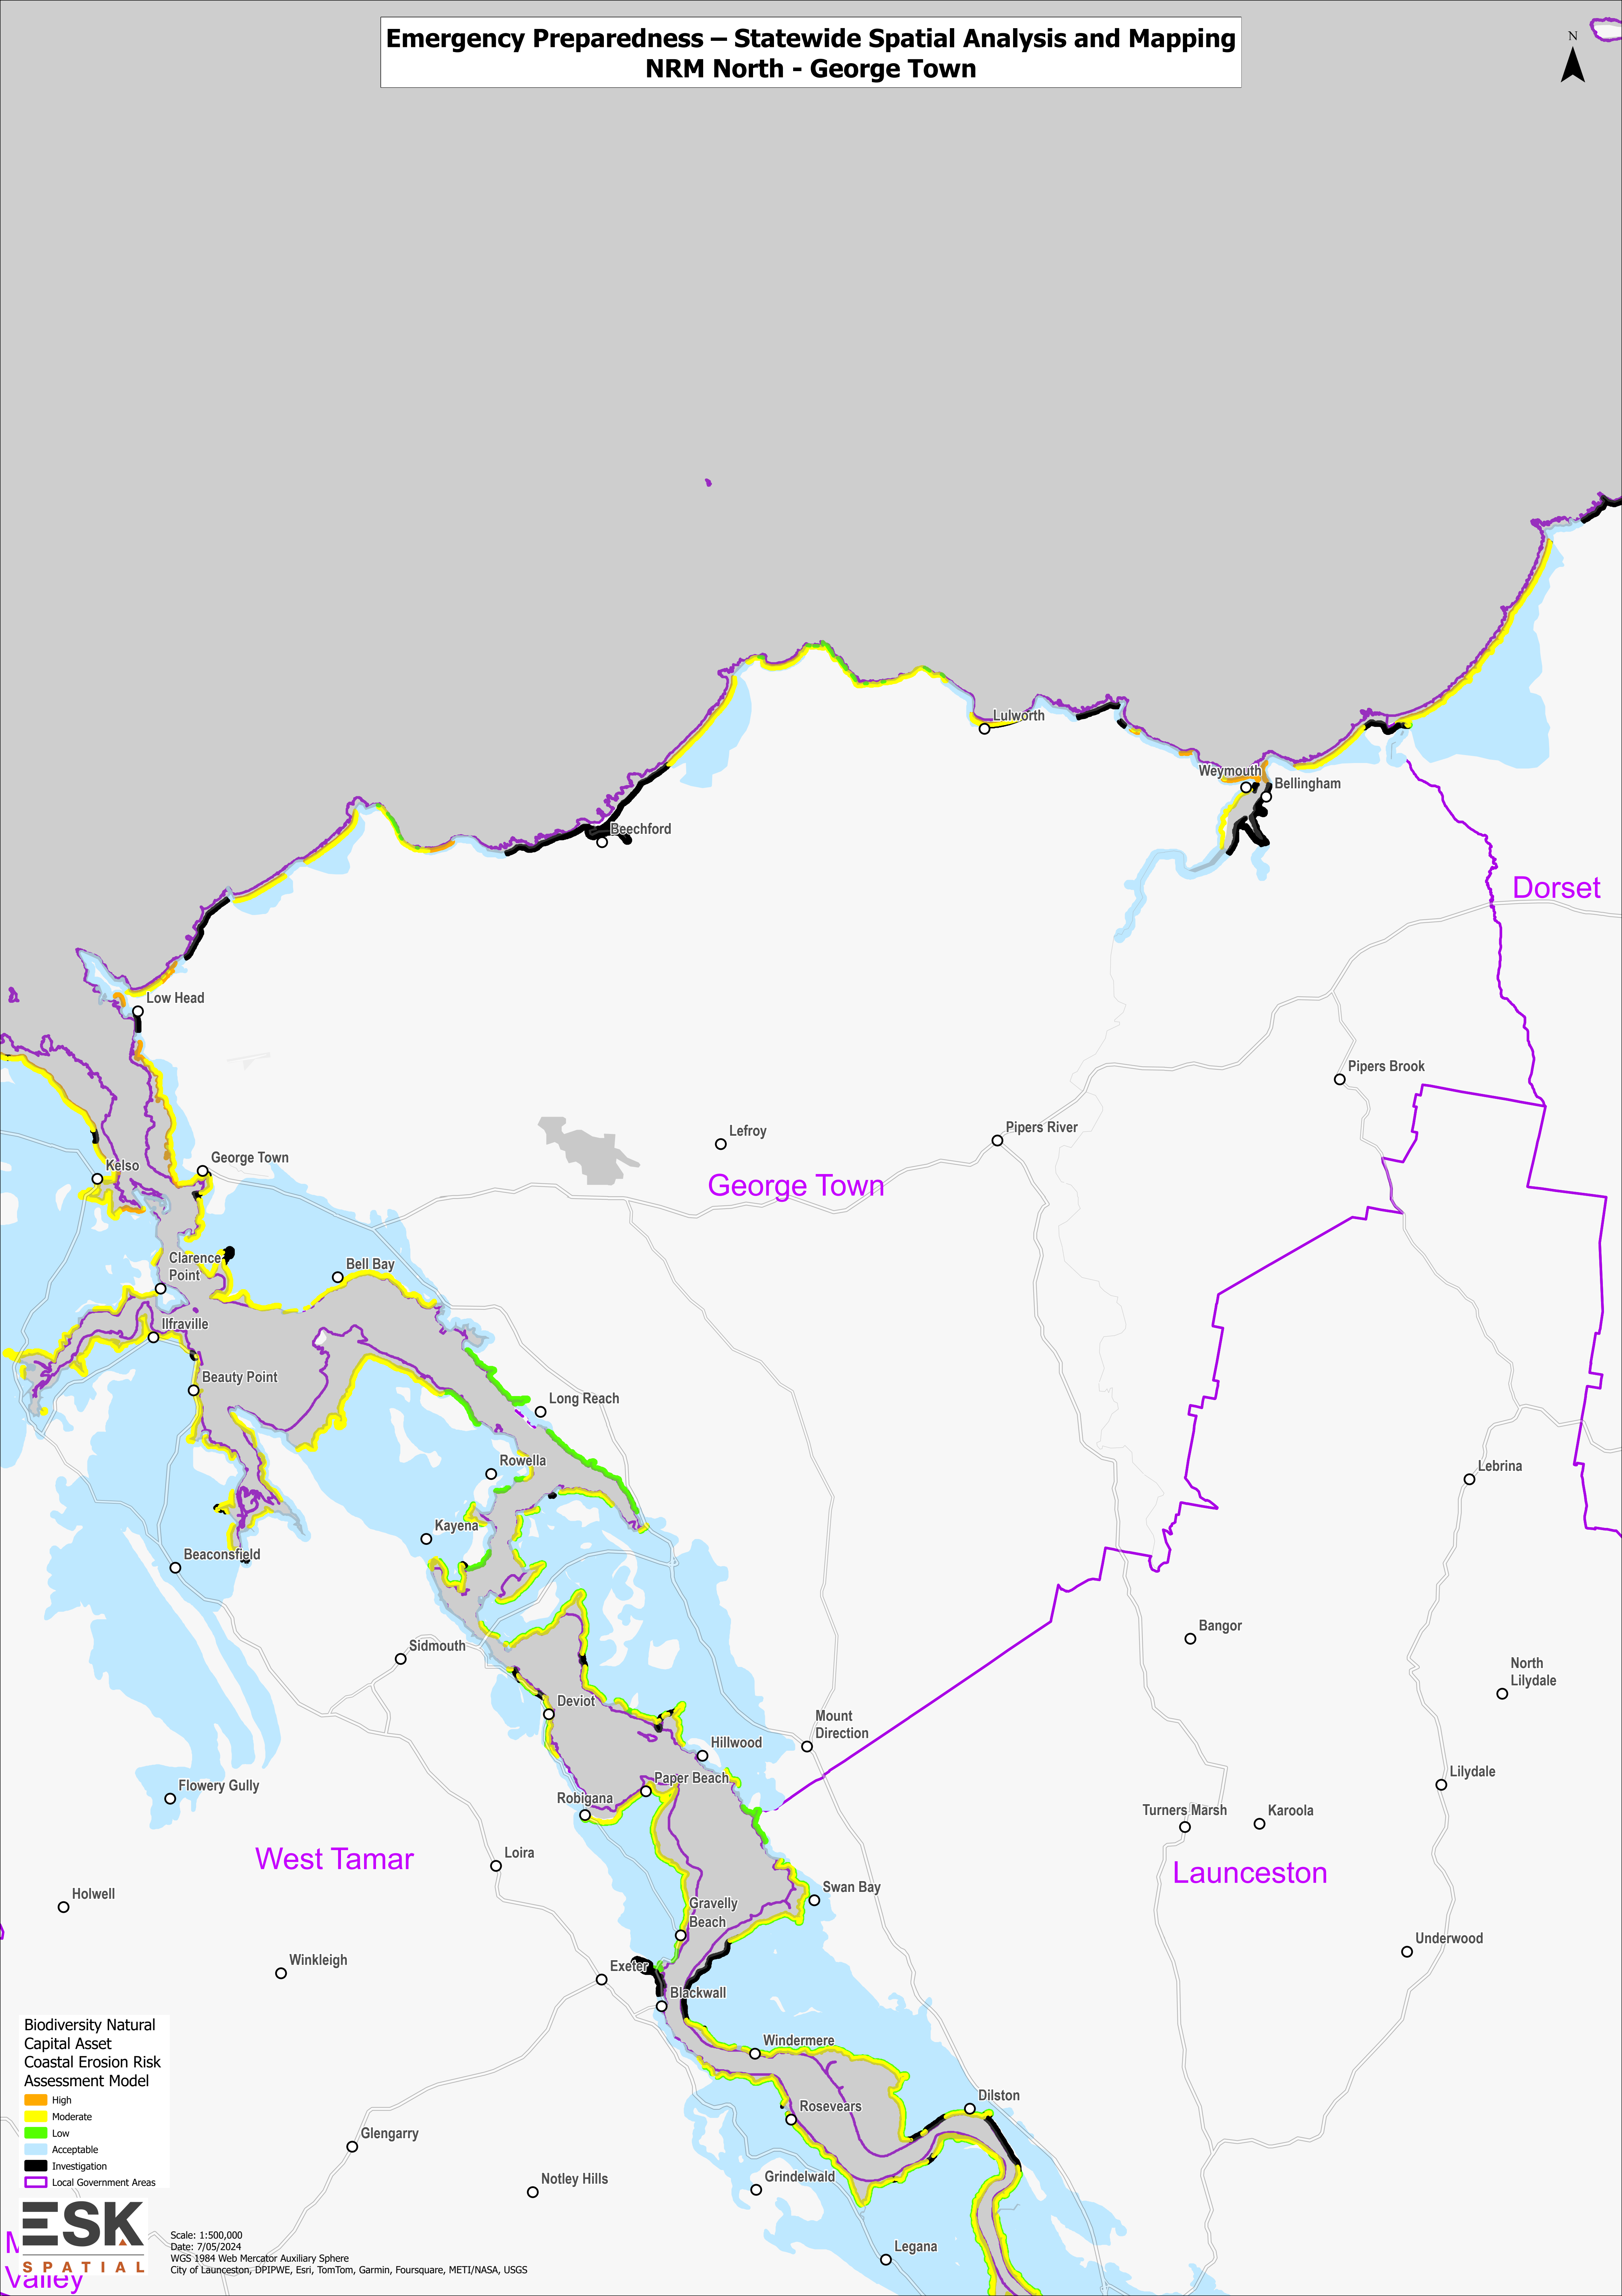 Emergency Preparedness – Statewide Spatial Analysis and Mapping
NRM North - George Town
N
Lulworth
Weymouth
Bellingham
Beechford
Dorset
Low Head
Pipers Brook
Lefroy
Pipers River
George Town
Kelso
George Town
Clarence
Point
Bell Bay
Ilfraville
Beauty Point
Long Reach
Rowella
Lebrina
Kayena
Beaconsfield
Bangor
Sidmouth
North
Lilydale
Deviot
Mount
Direction
Hillwood
Paper Beach
Lilydale
Flowery Gully
Robigana
Turners Marsh
Karoola
West Tamar
Loira
Launceston
Holwell
Swan Bay
Gravelly
Beach
Underwood
Winkleigh
Exeter
Blackwall
Windermere
Dilston
Rosevears
Glengarry
Notley Hills
Grindelwald
Legana
Biodiversity Natural
Capital Asset
Coastal Erosion Risk
Assessment Model
High
Moderate
Low
Acceptable
Investigation
Local Government Areas
ESK
SPATIAL
Valley
Scale: 1:500,000
Date: 7/05/2024
WGS 1984 Web Mercator Auxiliary Sphere
City of Launceston, DPIPWE, Esri, TomTom, Garmin, Foursquare, METI/NASA, USGS